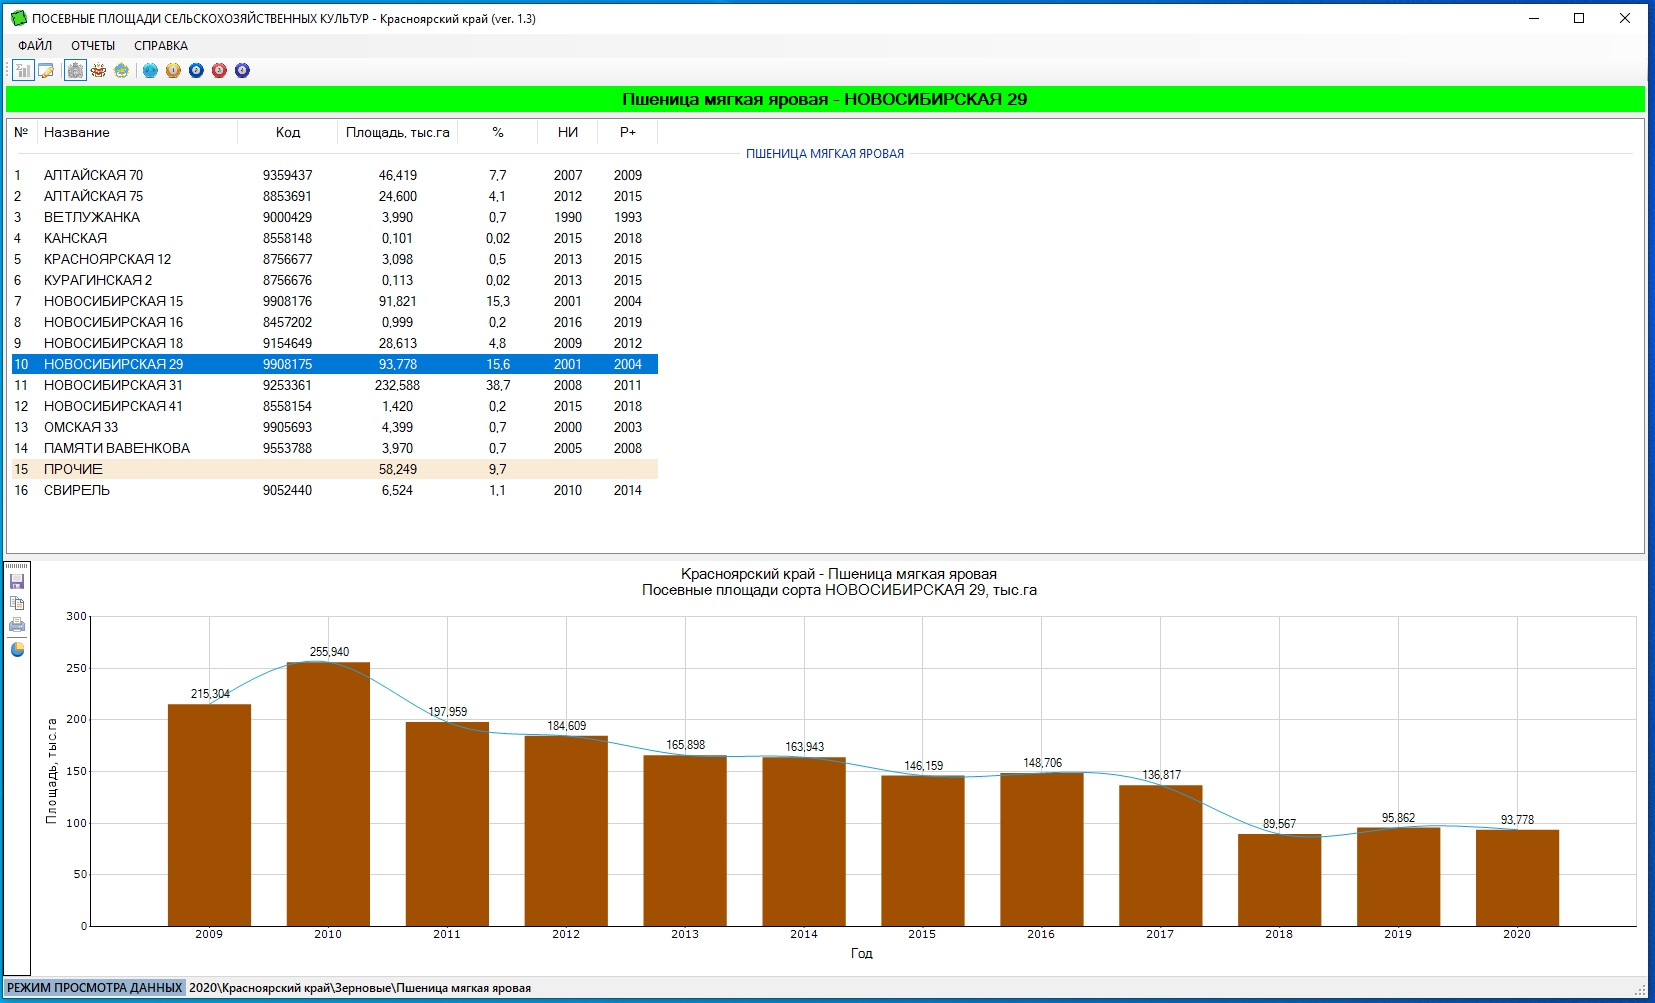 ПОСЕВНЫЕ ПЛОЩАДИ СЕЛЬСКОХОЗЯЙСТВЕННЫХ КУЛЬТУР - Красноярский край (ver. 1.3)
ФАЙЛ ОТЧЕТЫ СПРАВКА
Пшеница мягкая яровая - НОВОСИБИРСКАЯ 29
№ Название Код Площадь, тыс.га % НИ Р+
ПШЕНИЦА МЯГКАЯ ЯРОВАЯ
1 АЛТАЙСКАЯ 70 9359437 46,419 7,7 2007 2009
2 АЛТАЙСКАЯ 75 8853691 24,600 4,1 2012 2015
3 ВЕТЛУЖАНКА 9000429 3,990 0,7 1990 1993
4 КАНСКАЯ 8558148 0,101 0,02 2015 2018
5 КРАСНОЯРСКАЯ 12 8756677 3,098 0,5 2013 2015
6 КУРАГИНСКАЯ 2 8756676 0,113 0,02 2013 2015
7 НОВОСИБИРСКАЯ 15 9908176 91,821 15,3 2001 2004
8 НОВОСИБИРСКАЯ 16 8457202 0,999 0,2 2016 2019
9 НОВОСИБИРСКАЯ 18 9154649 28,613 4,8 2009 2012
10 НОВОСИБИРСКАЯ 29 9908175 93,778 15,6 2001 2004
11 НОВОСИБИРСКАЯ 31 9253361 232,588 38,7 2008 2011
12 НОВОСИБИРСКАЯ 41 8558154 1,420 0,2 2015 2018
13 ОМСКАЯ 33 9905693 4,399 0,7 2000 2003
14 ПАМЯТИ ВАВЕНКОВА 9553788 3,970 0,7 2005 2008
15 ПРОЧИЕ 58,249 9,7
16 СВИРЕЛЬ 9052440 6,524 1,1 2010 2014
Красноярский край - Пшеница мягкая яровая
Посевные площади сорта НОВОСИБИРСКАЯ 29, тыс.га
Площадь, тыс.га
300
250
200
150
100
50
0
215,304 255,940 197,959 184,609 165,898 163,943 146,159 148,706 136,817 89,567 95,862 93,778
2009 2010 2011 2012 2013 2014 2015 2016 2017 2018 2019 2020
Год
РЕЖИМ ПРОСМОТРА ДАННЫХ 2020\Красноярский край\Зерновые\Пшеница мягкая яровая